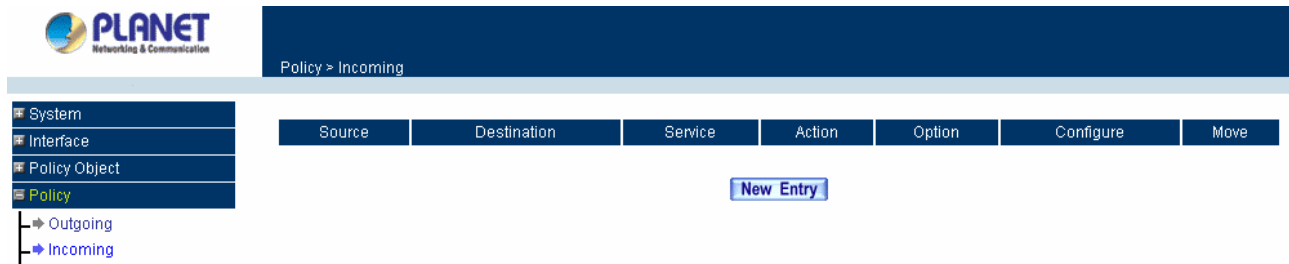 PLANET
Networking & Communication
Policy > Incoming
System
Interface
Policy Object
Policy
Outgoing
Incoming
Source Destination Service Action Option Configure Move
New Entry